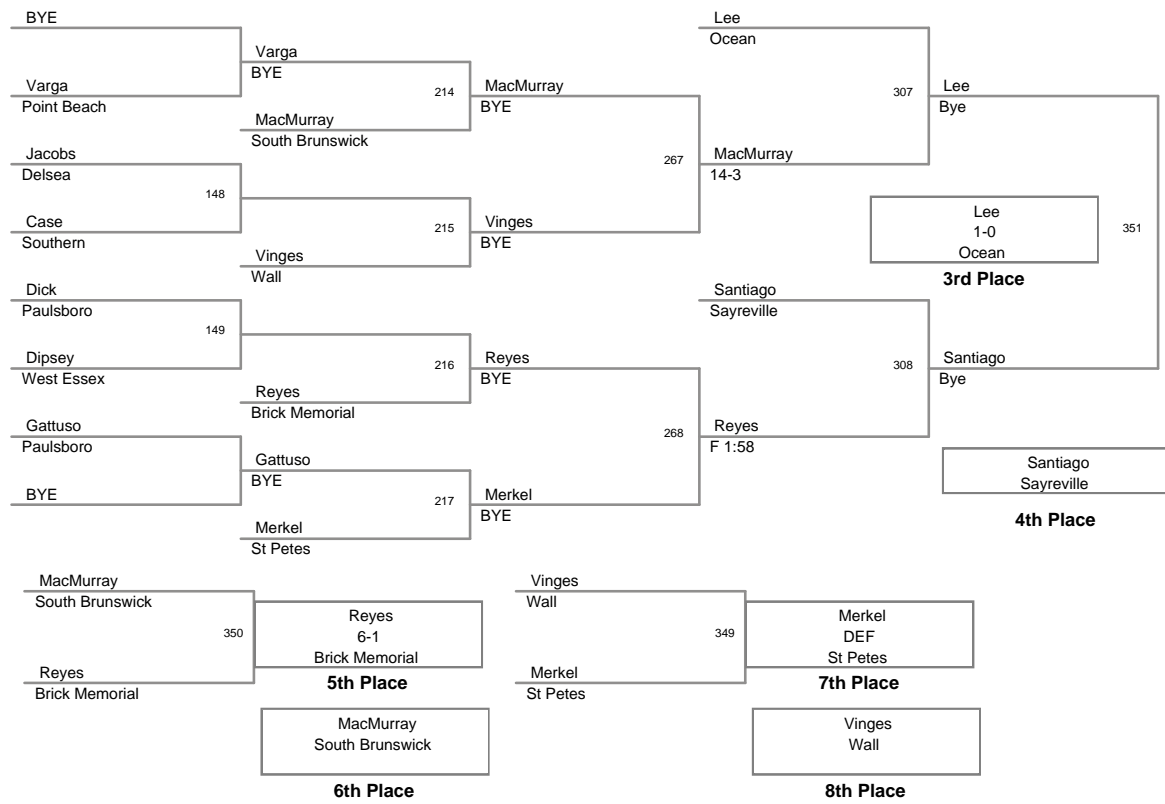 BYE
Varga
Point Beach
Jacobs
Delsea
148
Case
Southern
Dick
Paulsboro
149
Dipsey
West Essex
Gattuso
Paulsboro
BYE
Varga
BYE
214
MacMurray
South Brunswick
215
Vinges
Wall
216
Reyes
Brick Memorial
Gattuso
BYE
217
Merkel
St Petes
MacMurray
BYE
267
Vinges
BYE
Reyes
BYE
268
Merkel
BYE
Lee
Ocean
307
MacMurray
14-3
Santiago
Sayreville
308
Reyes
F 1:58
Lee
Bye
351
Santiago
Bye
Lee
1-0
Ocean
3rd Place
Santiago
Sayreville
4th Place
MacMurray
South Brunswick
350
Reyes
Brick Memorial
Reyes
6-1
Brick Memorial
5th Place
MacMurray
South Brunswick
6th Place
Vinges
Wall
349
Merkel
St Petes
Merkel
DEF
St Petes
7th Place
Vinges
Wall
8th Place